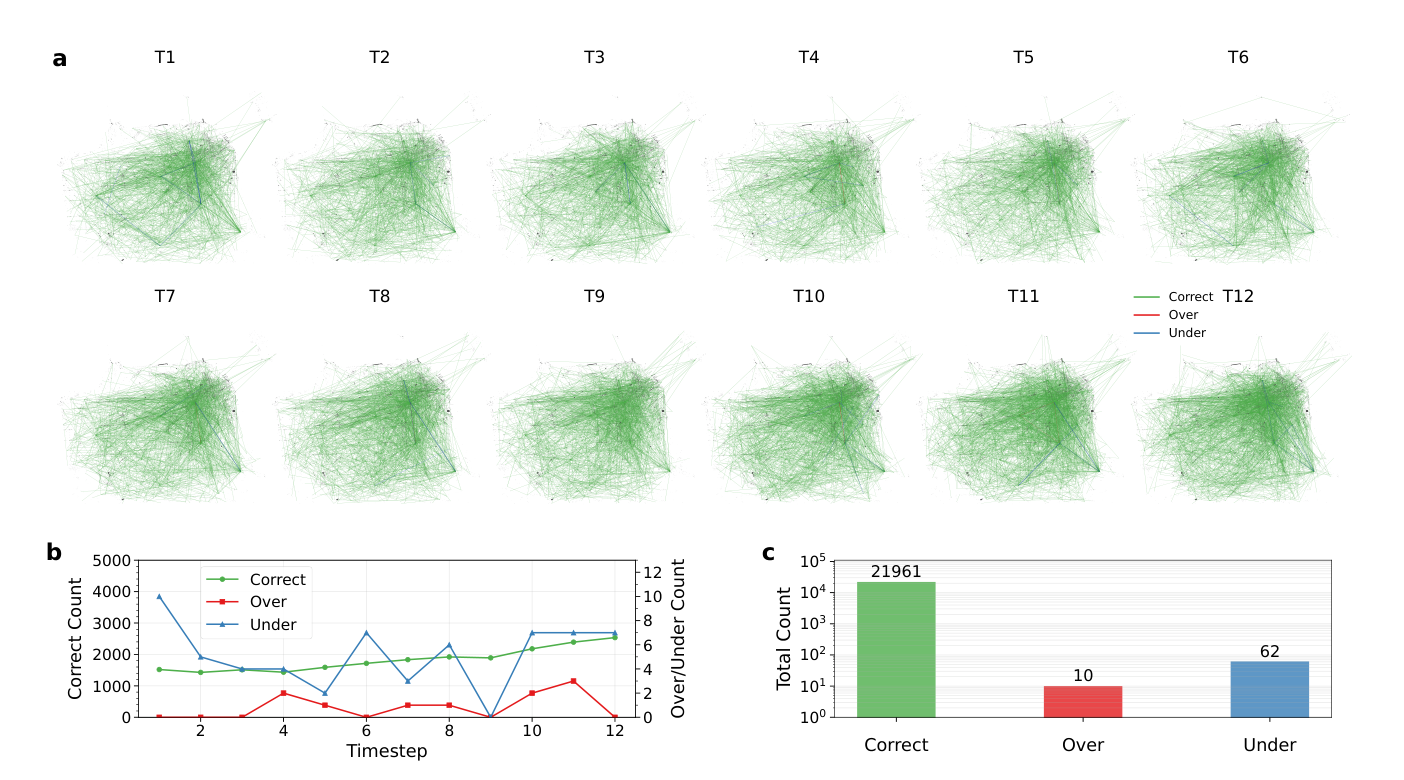 a
T1 T2 T3 T4 T5 T6
T7 T8 T9 T10 T11 T12
Correct
Over
Under
b
Correct Count
5000
4000
3000
2000
1000
0
Correct
Over
Under
12
10
8
6
4
2
0
Over/Under Count
2 4 6 8 10 12
Timestep
c
Total Count
10^5
10^4
10^3
10^2
10^1
10^0
21961
10
62
Correct Over Under